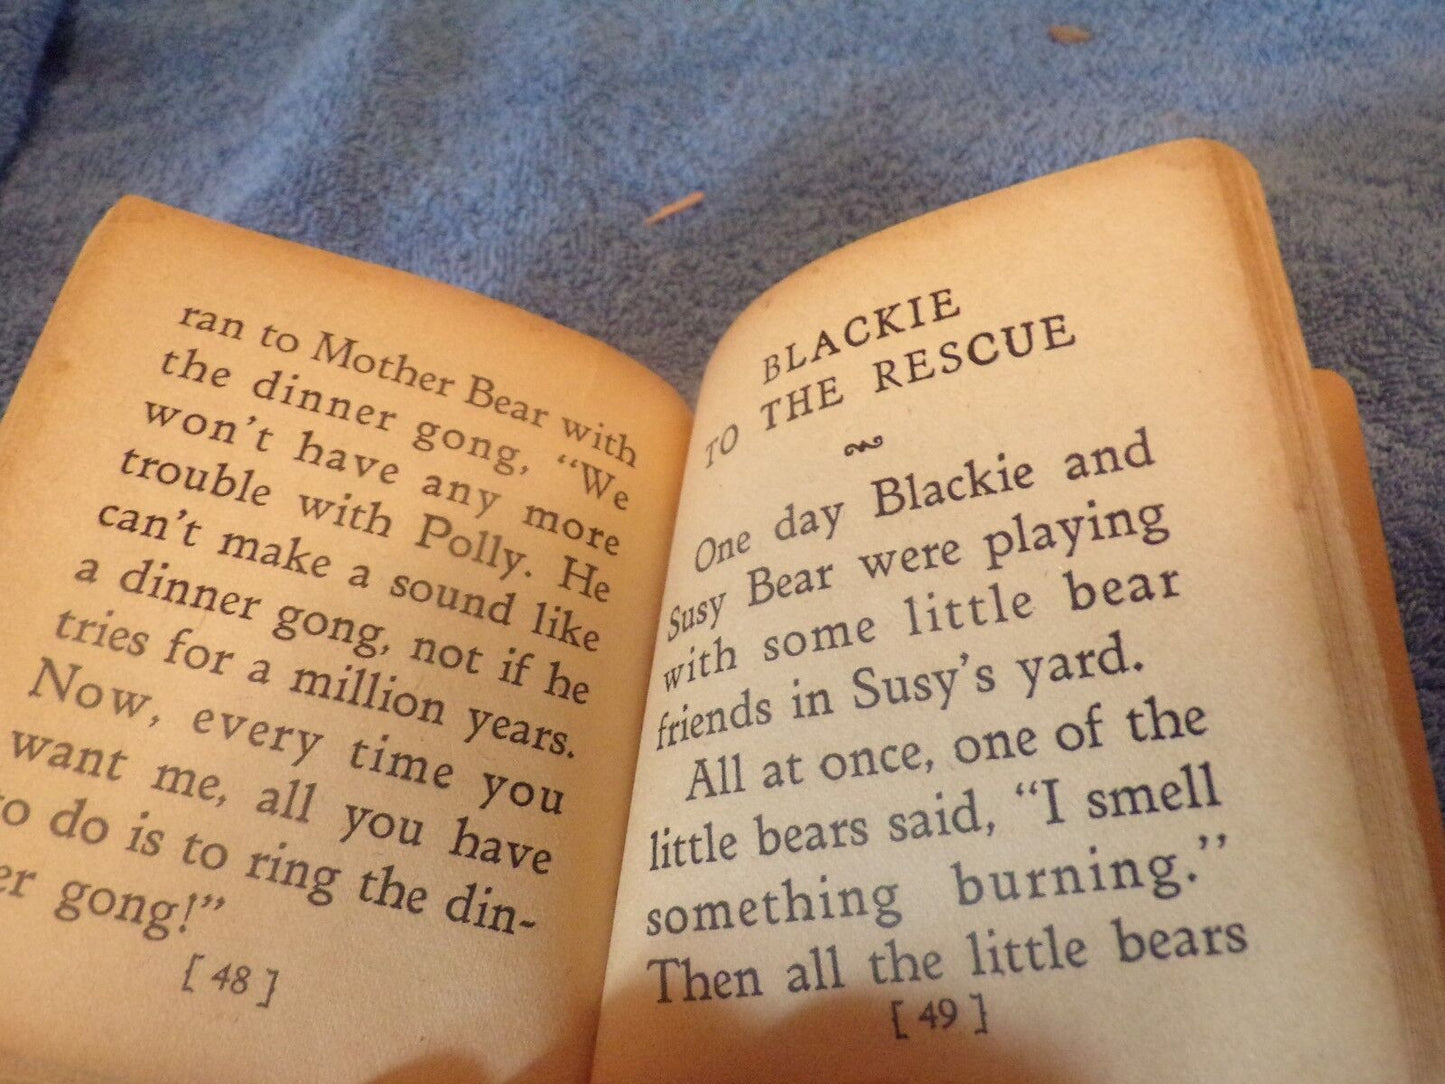 ran to Mother Bear with
the dinner gong, “We
won’t have any more
trouble with Polly. He
can’t make a sound like
a dinner gong, not if he
tries for a million years.
Now, every time you
want me, all you have
to do is to ring the din-
er gong!”
[ 48 ]
BLACKIE
TO THE RESCUE
One day Blackie and
Susy Bear were playing
with some little bear
friends in Susy’s yard.
All at once, one of the
little bears said, “I smell
something burning.”
Then all the little bears
[ 49 ]